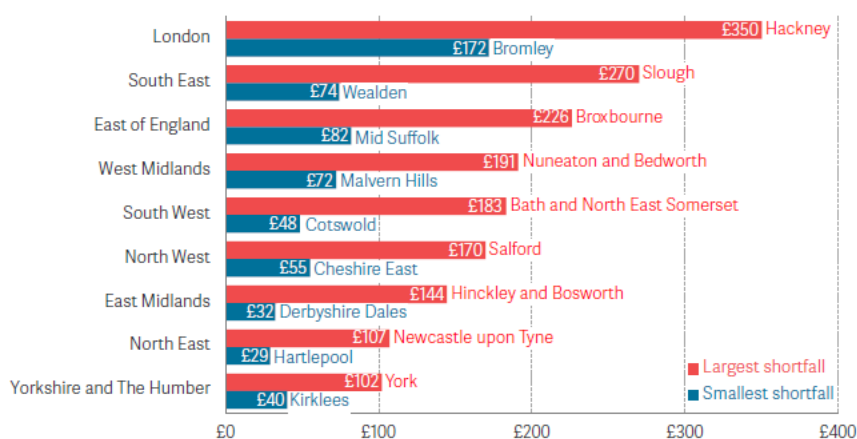 London
£350 Hackney
£172 Bromley
South East
£270 Slough
£74 Wealden
East of England
£226 Broxbourne
£82 Mid Suffolk
West Midlands
£191 Nuneaton and Bedworth
£72 Malvern Hills
South West
£183 Bath and North East Somerset
£48 Cotswold
North West
£170 Salford
£55 Cheshire East
East Midlands
£144 Hinckley and Bosworth
£32 Derbyshire Dales
North East
£107 Newcastle upon Tyne
£29 Hartlepool
Yorkshire and The Humber
£102 York
£40 Kirklees
Largest shortfall
Smallest shortfall
£0 £100 £200 £300 £400